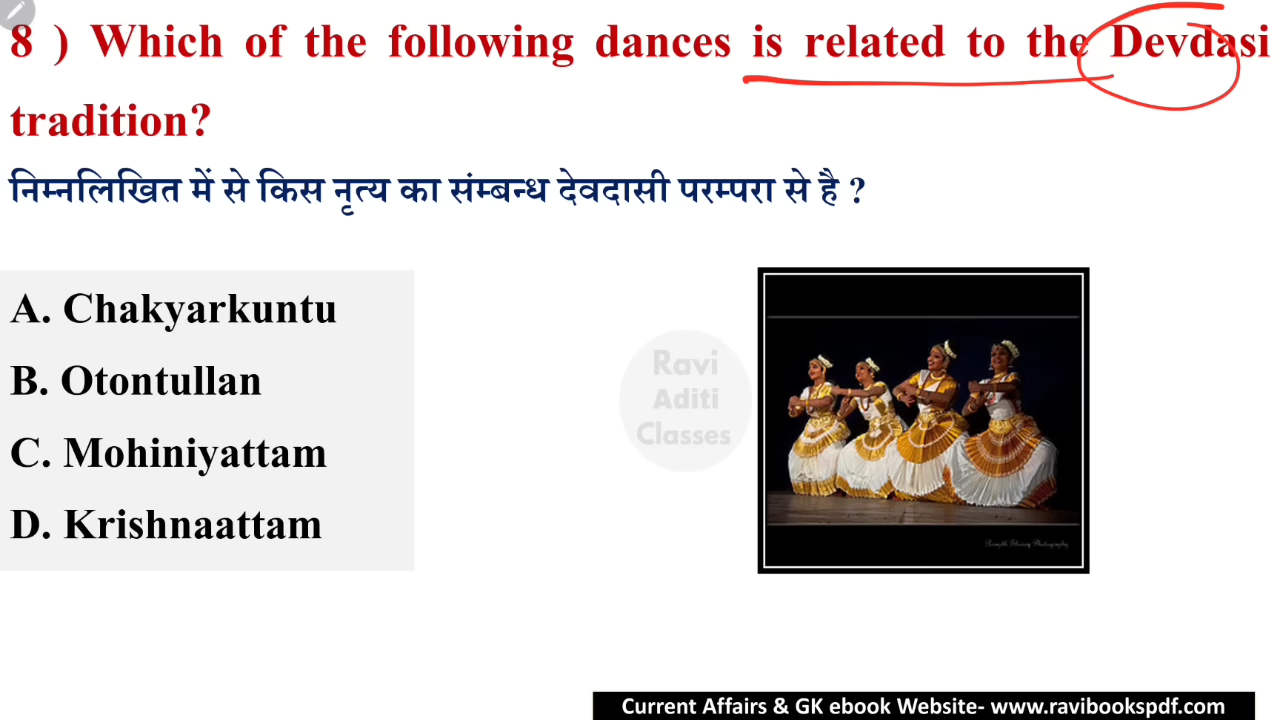 8 ) Which of the following dances is related to the Devdasi
tradition?
निम्नलिखित में से किस नृत्य का संम्बन्ध देवदासी परम्परा से है ?
A. Chakyarkuntu
B. Otontullan
C. Mohiniyattam
D. Krishnaattam
Ravi
Aditi
Classes
Current Affairs & GK ebook Website- www.ravibookspdf.com